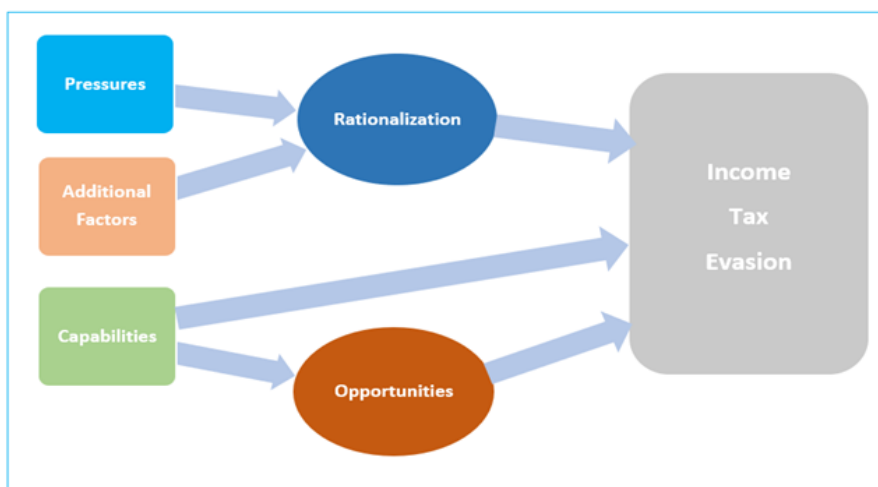 Pressures
Rationalization
Additional
Factors
Income
Tax
Evasion
Capabilities
Opportunities